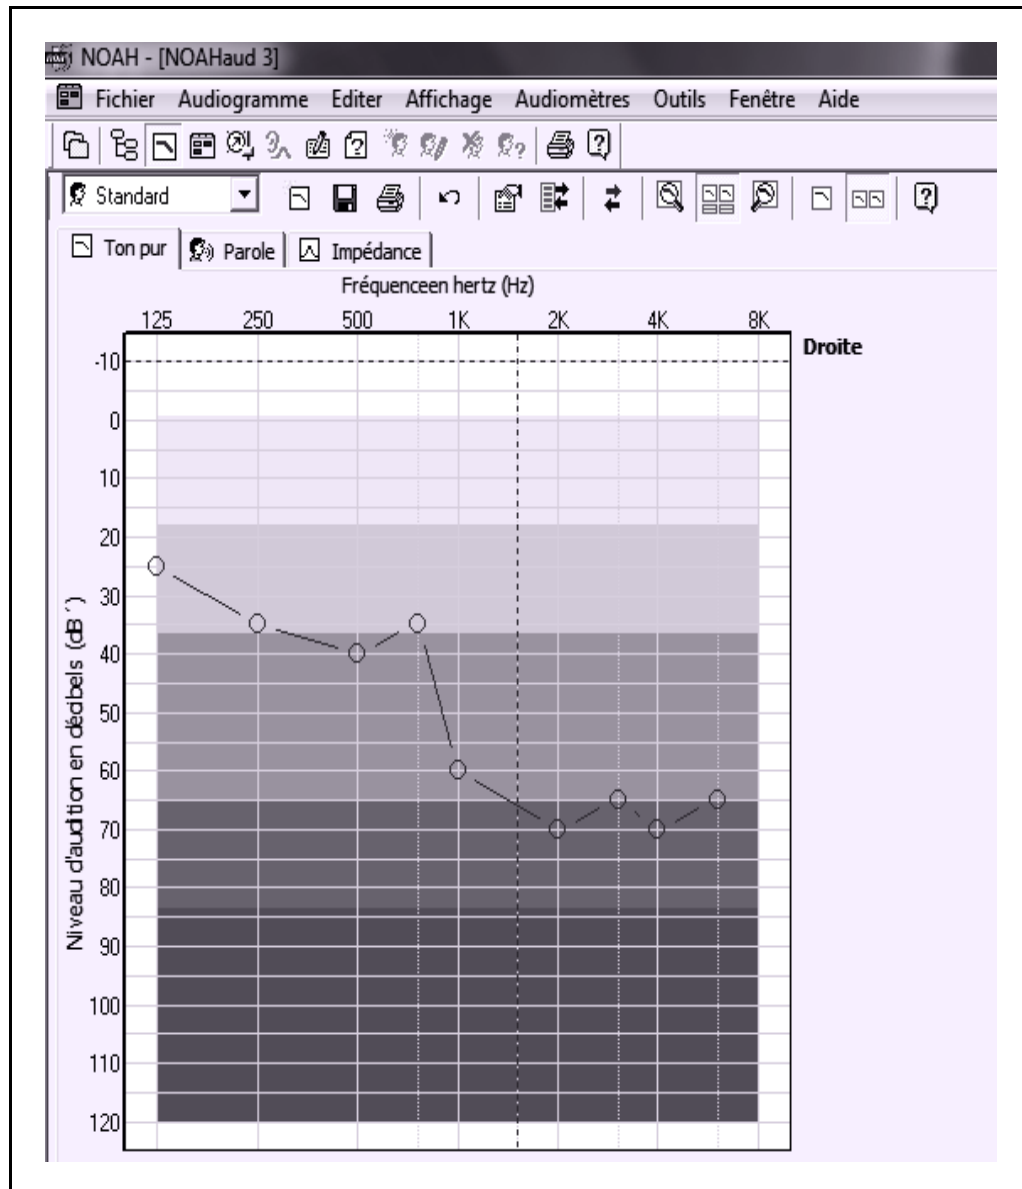 NOAH - [NOAHaud 3]
Fichier Audiogramme Editer Affichage Audiomètres Outils Fenêtre Aide
Standard
Ton pur Parole Impédance
Fréquenceen hertz (Hz)
125 250 500 1K 2K 4K 8K
Droite
-10
0
10
20
30
40
50
60
70
80
90
100
110
120
Niveau d'audition en dédbels (dB´)